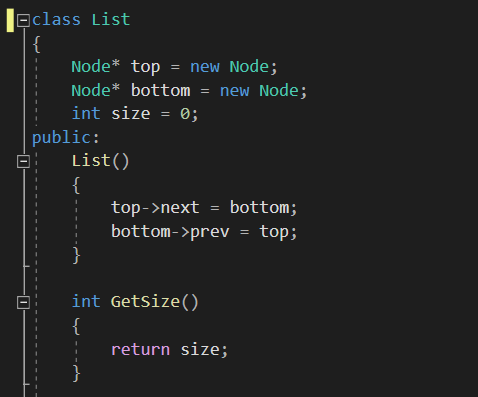 class List
{
    Node* top = new Node;
    Node* bottom = new Node;
    int size = 0;
public:
    List()
    {
        top->next = bottom;
        bottom->prev = top;
    }

    int GetSize()
    {
        return size;
    }